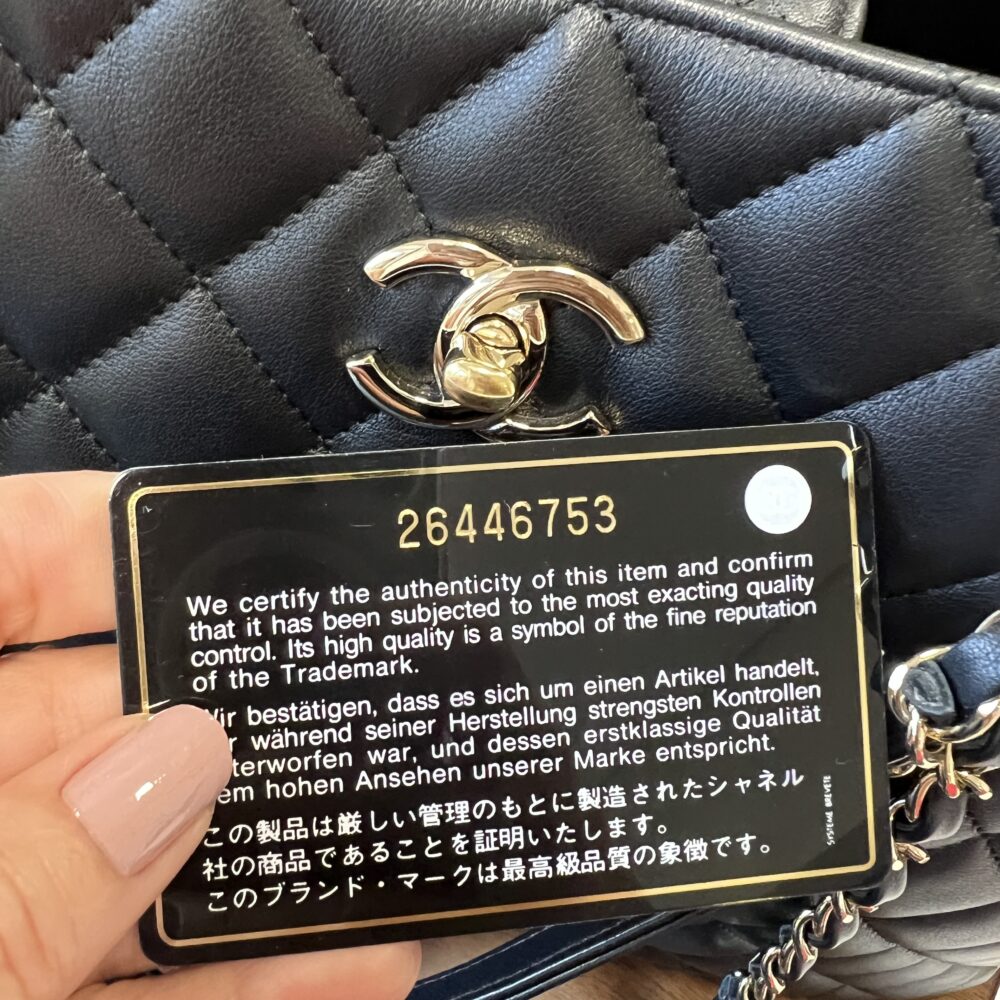 26446753
We certify the authenticity of this item and confirm
that it has been subjected to the most exacting quality
control. Its high quality is a symbol of the fine reputation
of the Trademark.
bestätigen, dass es sich um einen Artikel handelt,
während seiner Herstellung strengsten Kontrollen
war, und dessen erstklassige Qualität
hohen Ansehen unserer Marke entspricht.
この製品は厳しい管理のもとに製造されたシャネル
社の商品であることを証明いたします。
このブランド・マークは最高級品質の象徴です。
SYSTEME BREVETE